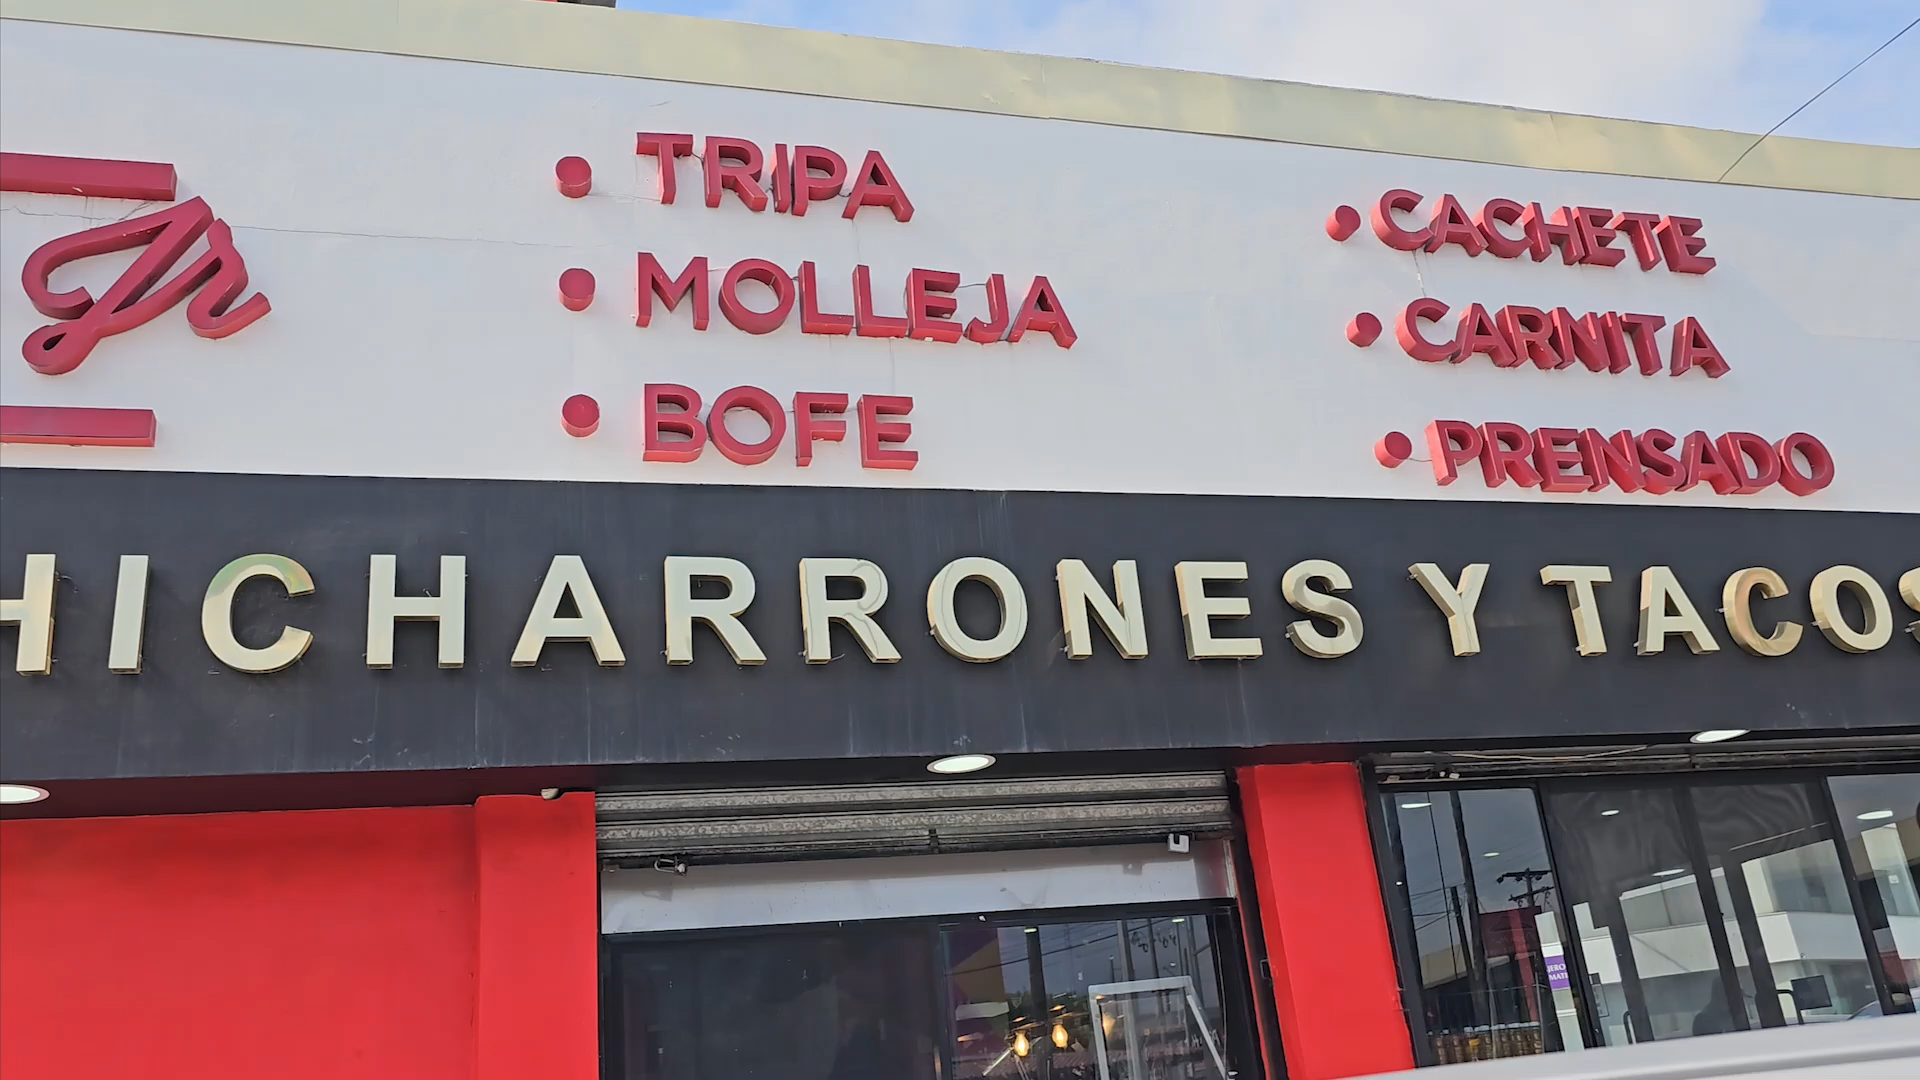 Jr
• TRIPA
• MOLLEJA
• BOFE
• CACHETE
• CARNITA
• PRENSADO
HICHARRONES Y TACOS